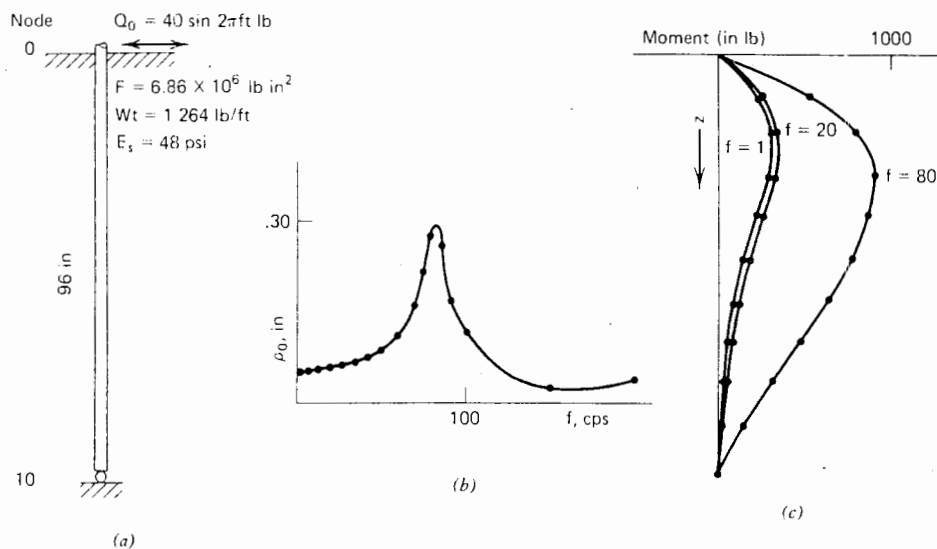 Node
Q₀ = 40 sin 2πft lb
0
F = 6.86 × 10⁶ lb in²
Wt = 1 264 lb/ft
Eₛ = 48 psi
96 in
10
(a)
.30
ρ₀, in
100
f, cps
(b)
Moment (in lb)
1000
z
f = 1
f = 20
f = 80
(c)